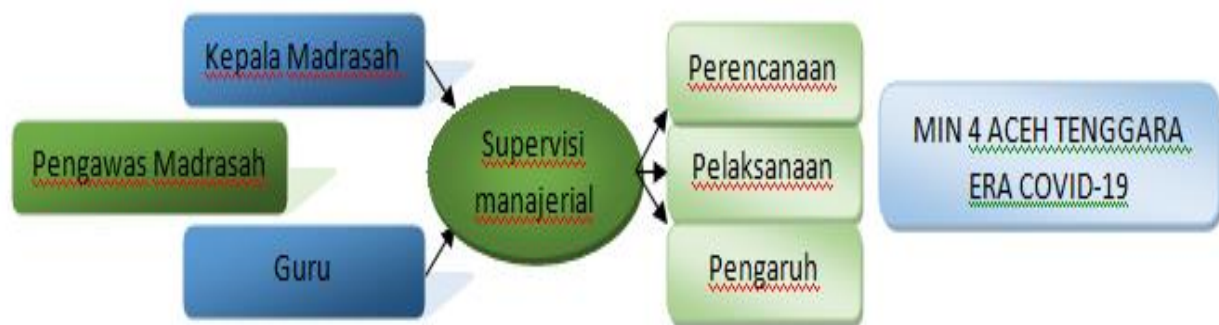 Kepala Madrasah
Pengawas Madrasah
Guru
Supervisi
manajerial
Perencanaan
Pelaksanaan
Pengaruh
MIN 4 ACEH TENGGARA
ERA COVID-19